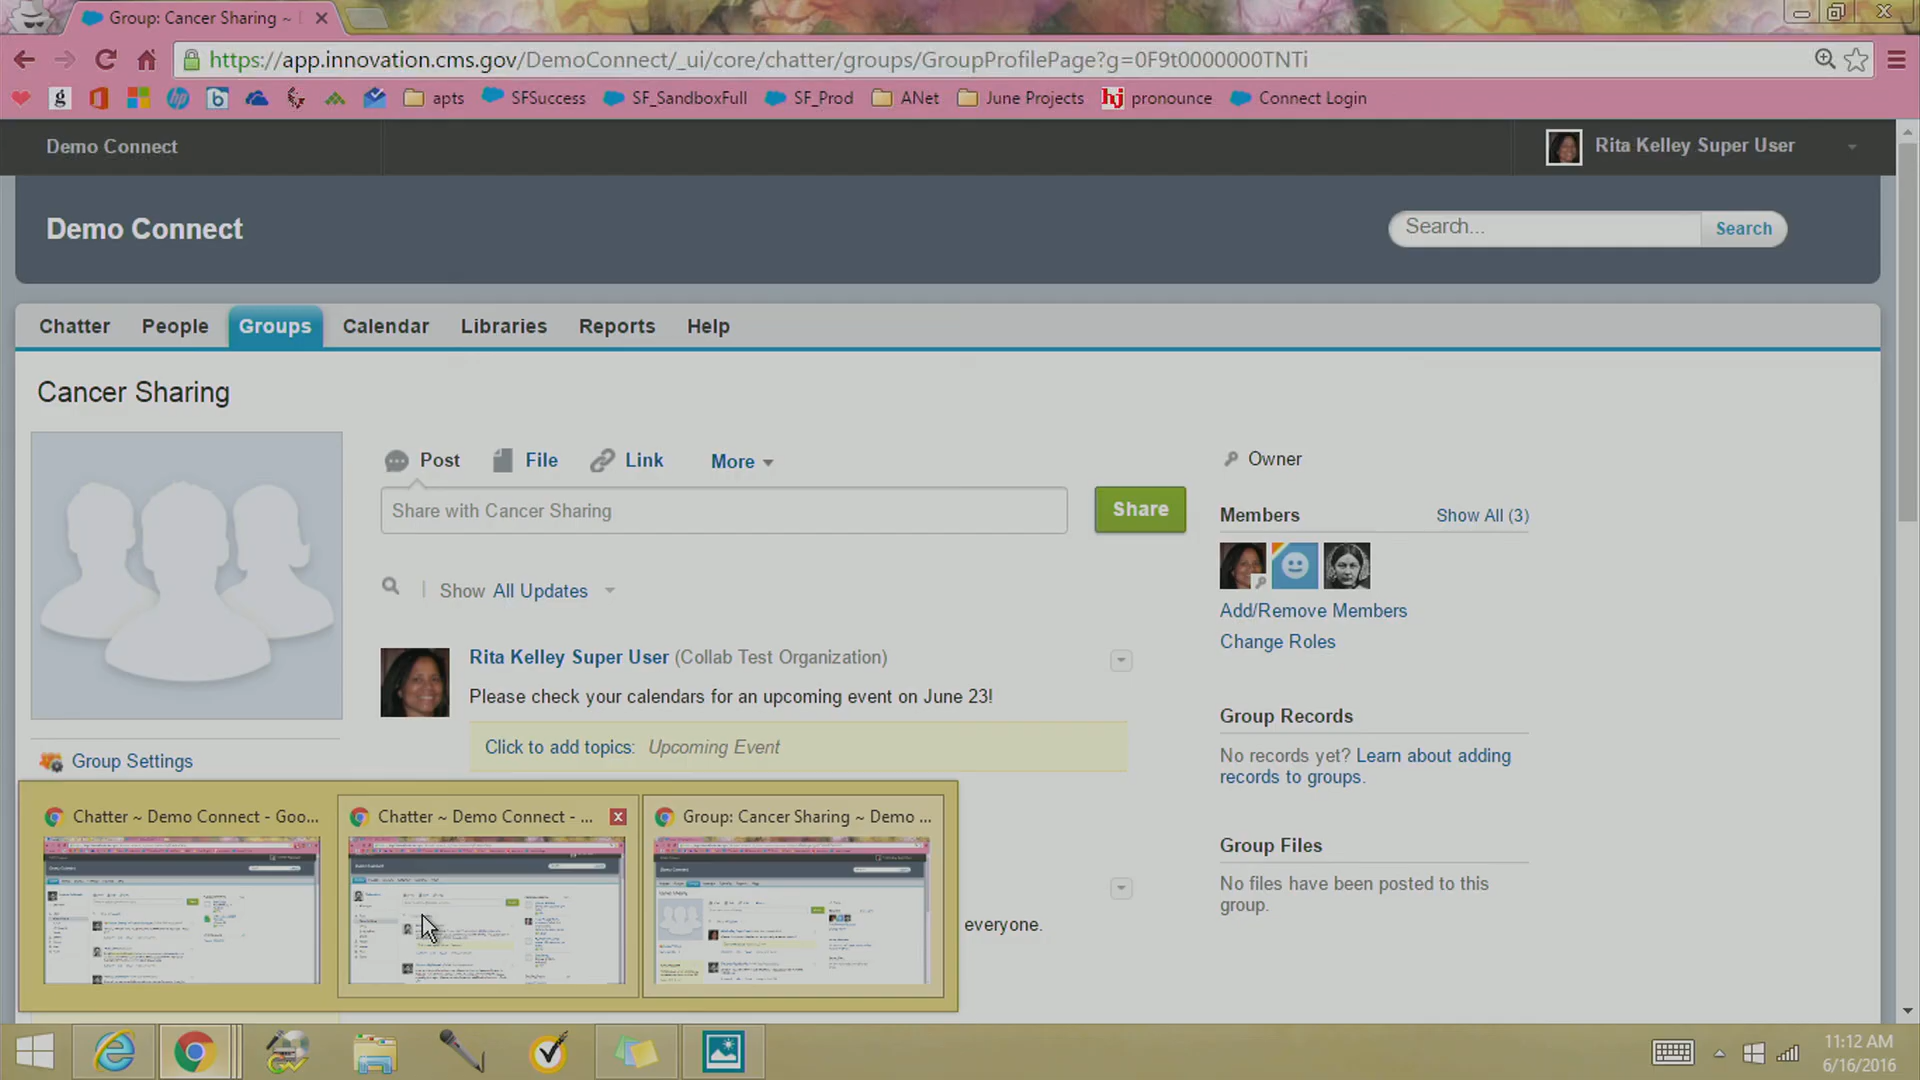 Group: Cancer Sharing ~
https://app.innovation.cms.gov/DemoConnect/_ui/core/chatter/groups/GroupProfilePage?g=0F9t0000000TNTi
apts SFSuccess SF_SandboxFull SF_Prod ANet June Projects hj pronounce Connect Login
Demo Connect
Rita Kelley Super User
Demo Connect
Search... Search
Chatter People Groups Calendar Libraries Reports Help
Cancer Sharing
Post File Link More
Owner
Share with Cancer Sharing
Share
Members Show All (3)
Show All Updates
Add/Remove Members
Change Roles
Rita Kelley Super User (Collab Test Organization)
Please check your calendars for an upcoming event on June 23!
Click to add topics: Upcoming Event
Group Records
No records yet? Learn about adding
records to groups.
Group Settings
Group Files
No files have been posted to this
group.
everyone.
Chatter ~ Demo Connect - Goo...
Chatter ~ Demo Connect - ...
Group: Cancer Sharing ~ Demo ...
11:12 AM
6/16/2016